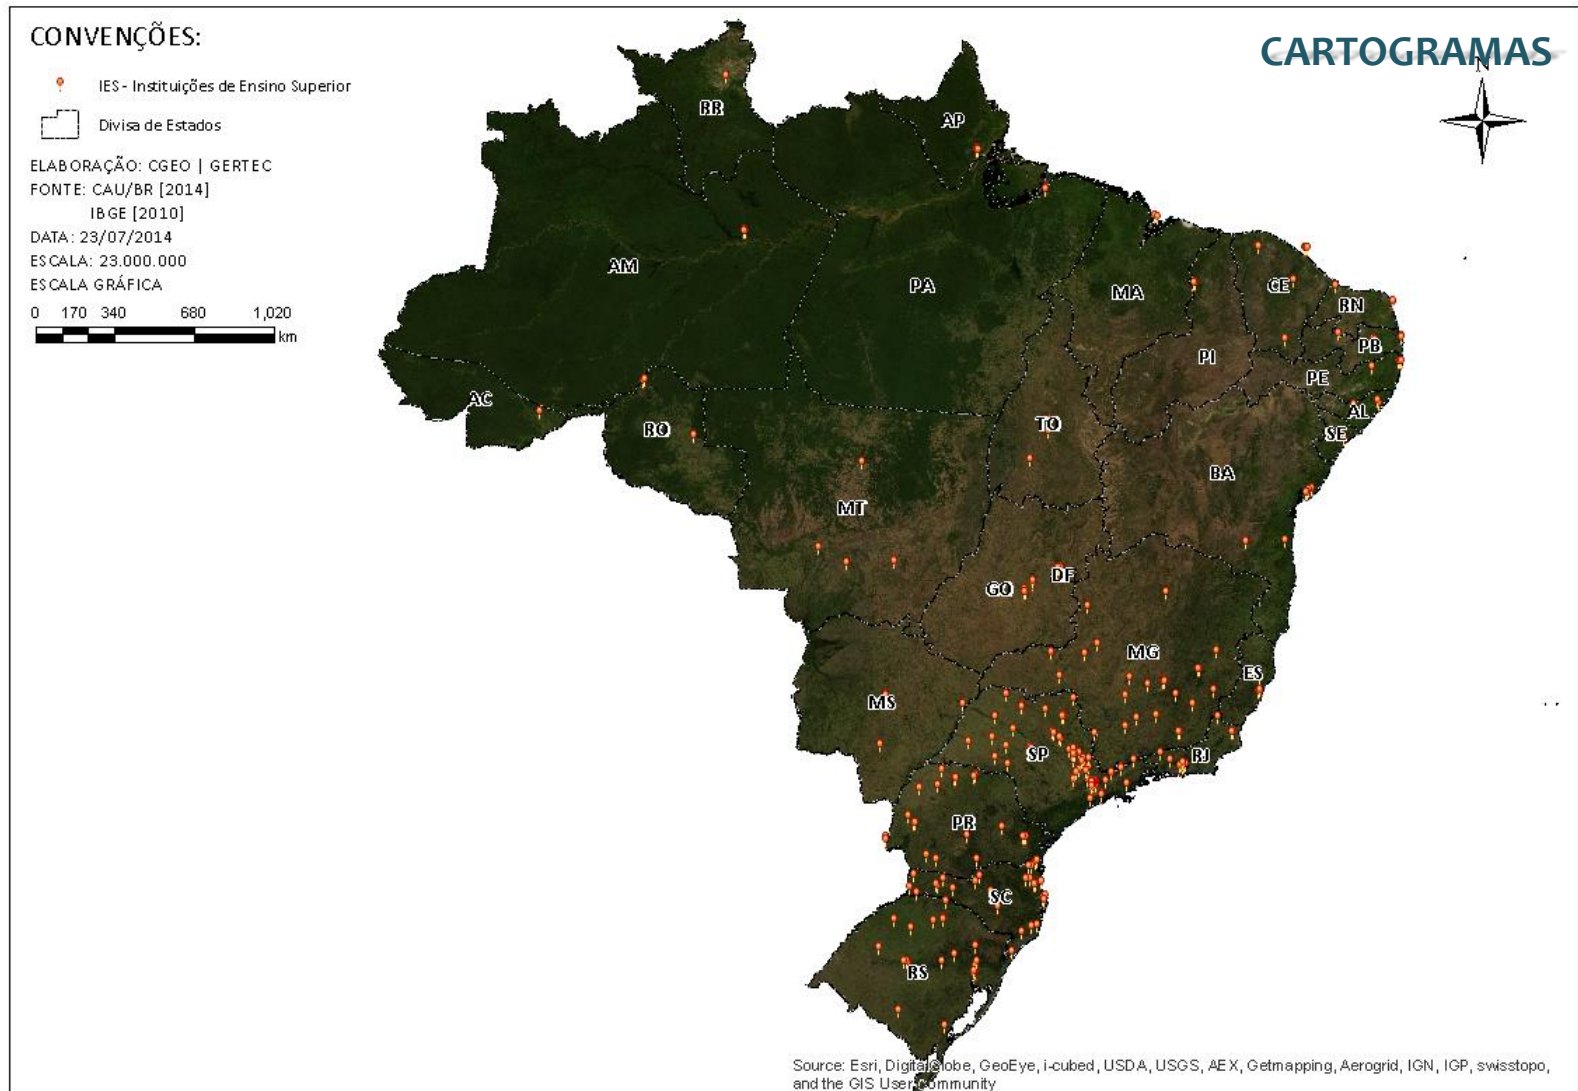 CONVENÇÕES:
CARTOGRAMAS
N
IES - Instituições de Ensino Superior
Divisa de Estados
ELABORAÇÃO: CGEO | GERTEC
FONTE: CAU/BR [2014]
IBGE [2010]
DATA: 23/07/2014
ESCALA: 23.000.000
ESCALA GRÁFICA
0 170 340 680 1,020
km
RR
AP
AM
PA
MA
CE
RN
PB
PI
PE
AC
AL
RO
TO
SE
BA
MT
DF
GO
MG
ES
MS
SP
RJ
PR
SC
RS
Source: Esri, DigitalGlobe, GeoEye, i-cubed, USDA, USGS, AEX, Getmapping, Aerogrid, IGN, IGP, swisstopo,
and the GIS User Community